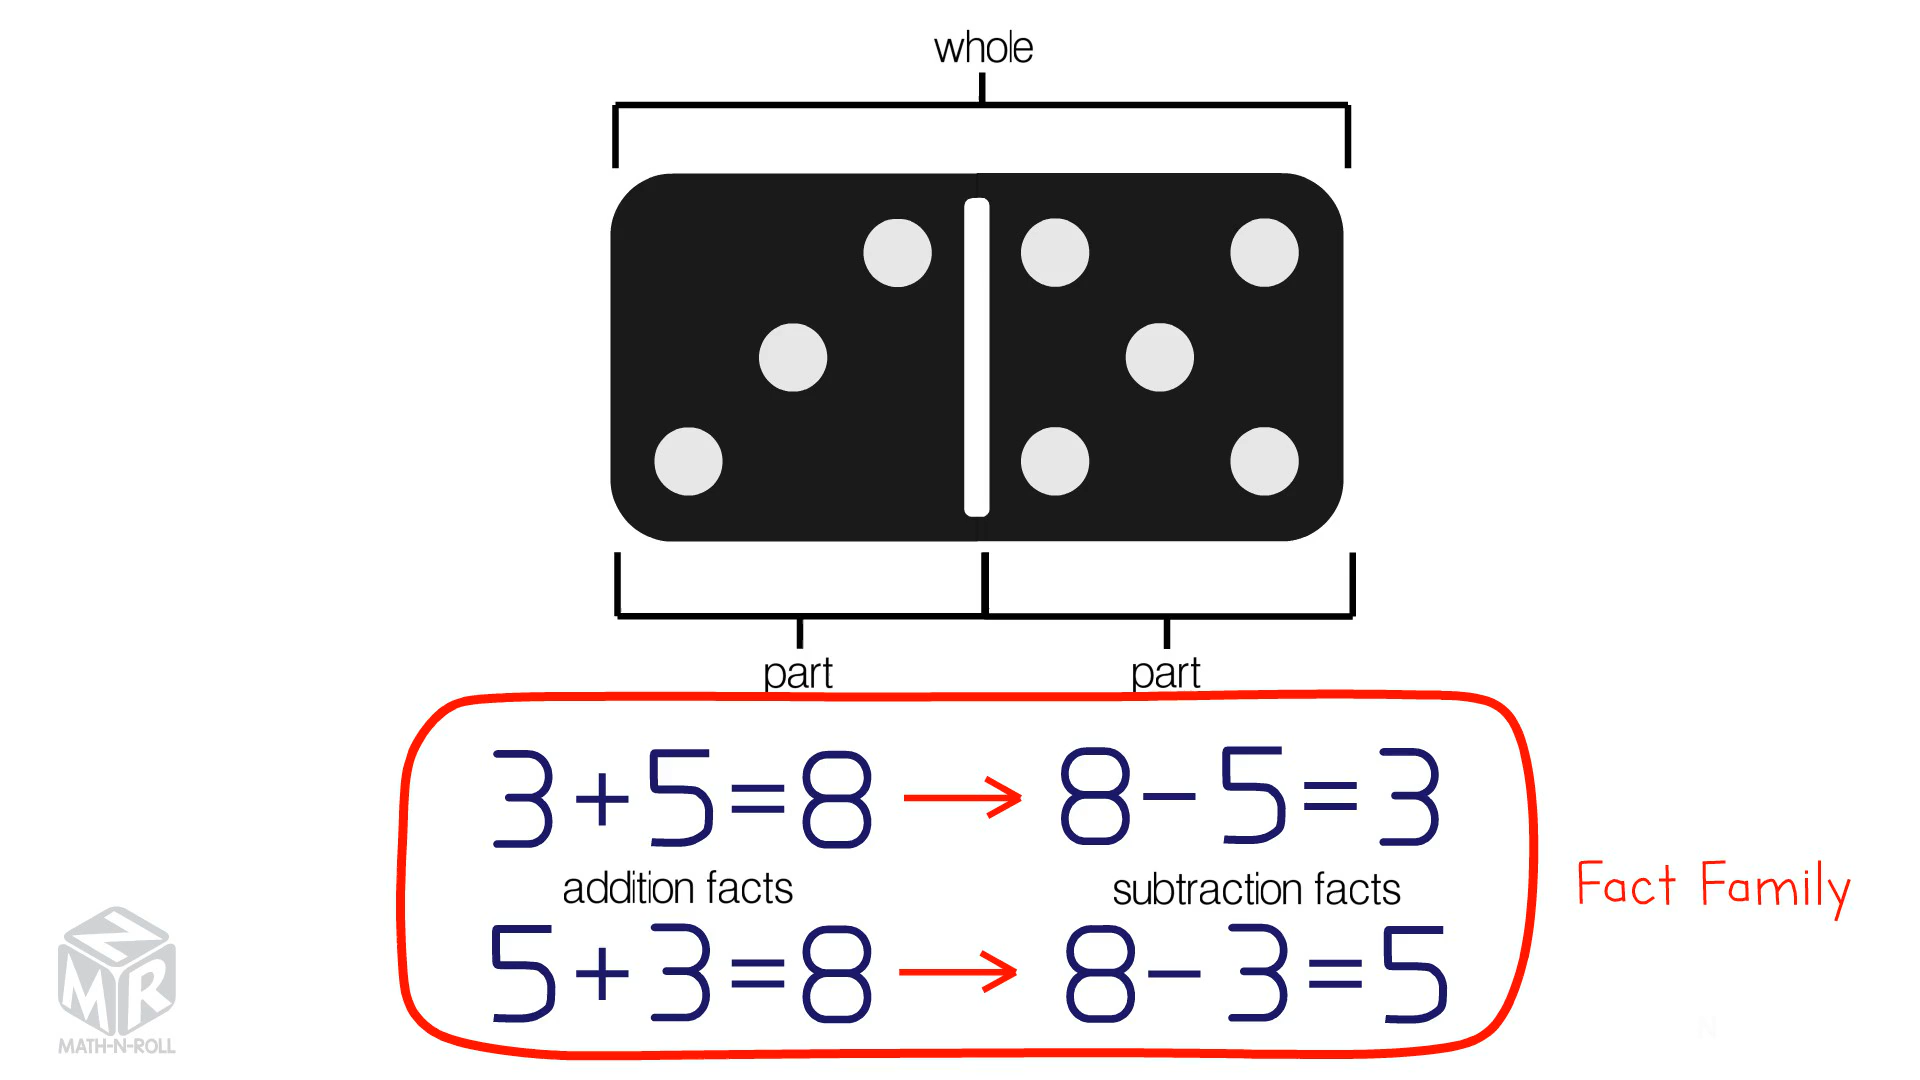 whole
part part
3+5=8 → 8-5=3
addition facts subtraction facts
Fact Family
5+3=8 → 8-3=5
MATH-N-ROLL